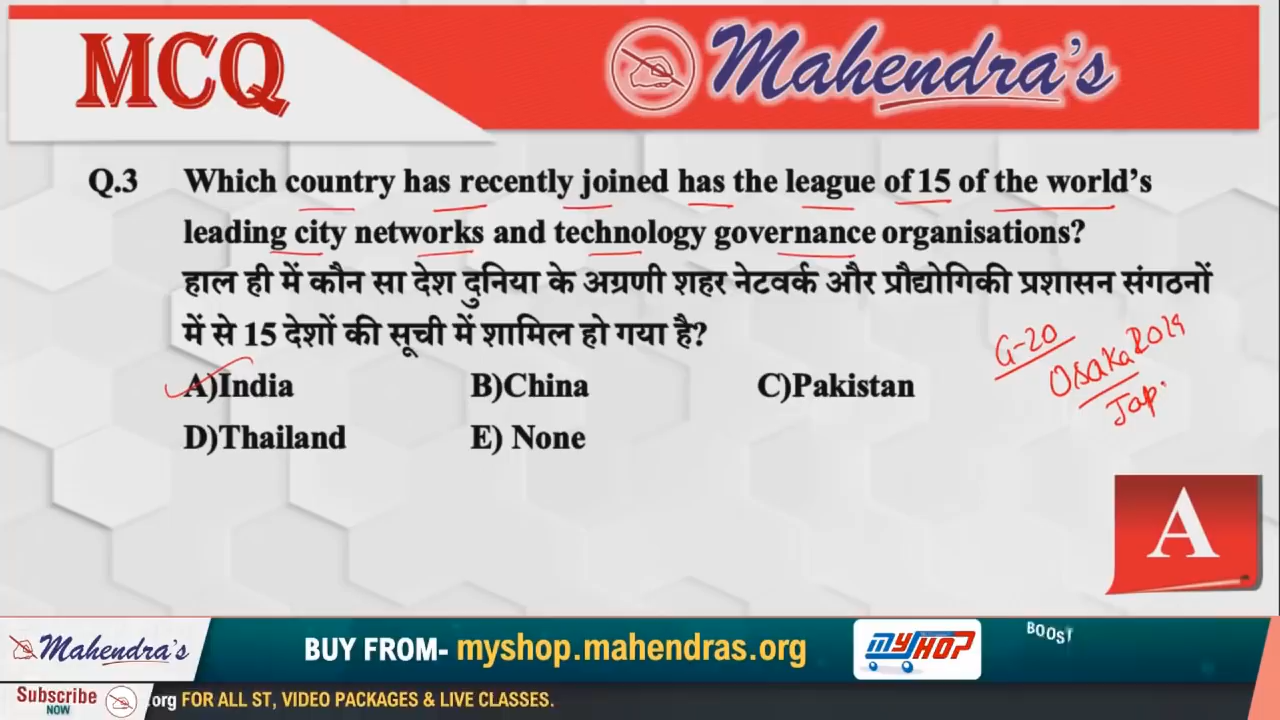 MCQ
Mahendra's
Q.3 Which country has recently joined has the league of 15 of the world's
leading city networks and technology governance organisations?
हाल ही में कौन सा देश दुनिया के अग्रणी शहर नेटवर्क और प्रौद्योगिकी प्रशासन संगठनों
में से 15 देशों की सूची में शामिल हो गया है?
G-20
Osaka 2019
Jap.
A)India B)China C)Pakistan
D)Thailand E) None
A
Mahendra's
BUY FROM- myshop.mahendras.org
MY SHOP
BOOST
Subscribe
NOW
.org FOR ALL ST, VIDEO PACKAGES & LIVE CLASSES.